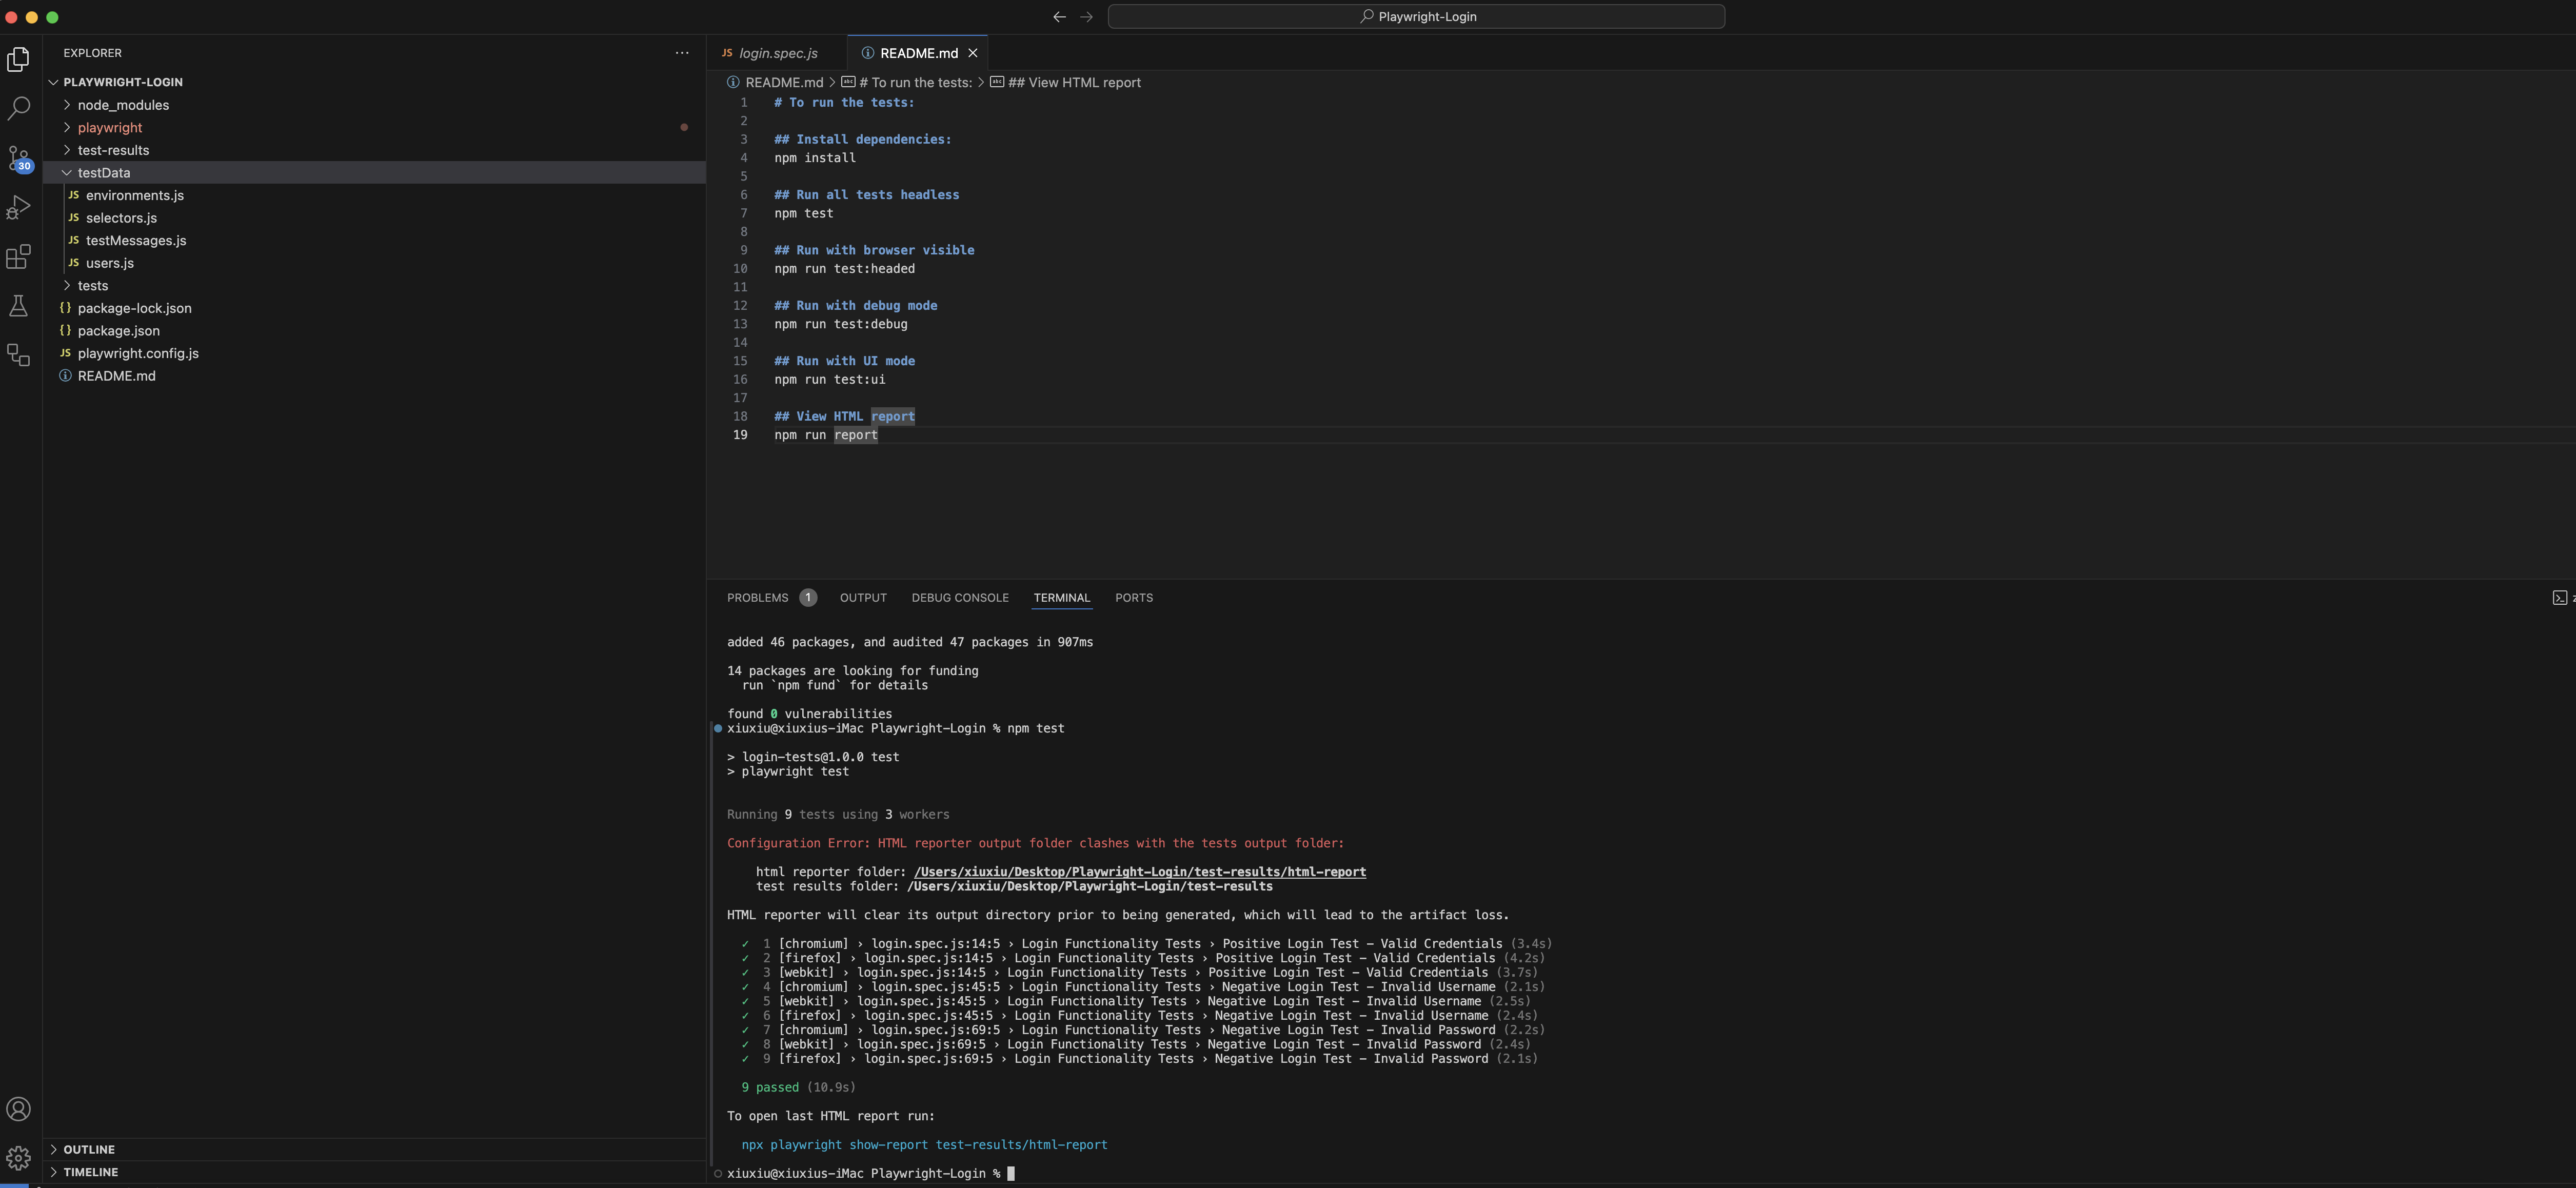 Playwright-Login
EXPLORER
PLAYWRIGHT-LOGIN
node_modules
playwright
test-results
testData
JS environments.js
JS selectors.js
JS testMessages.js
JS users.js
tests
{} package-lock.json
{} package.json
JS playwright.config.js
README.md
30
OUTLINE
TIMELINE
JS login.spec.js
README.md
README.md > # To run the tests: > ## View HTML report
1 # To run the tests:
2
3 ## Install dependencies:
4 npm install
5
6 ## Run all tests headless
7 npm test
8
9 ## Run with browser visible
10 npm run test:headed
11
12 ## Run with debug mode
13 npm run test:debug
14
15 ## Run with UI mode
16 npm run test:ui
17
18 ## View HTML report
19 npm run report
PROBLEMS 1 OUTPUT DEBUG CONSOLE TERMINAL PORTS
added 46 packages, and audited 47 packages in 907ms
14 packages are looking for funding
run `npm fund` for details
found 0 vulnerabilities
xiuxiu@xiuxius-iMac Playwright-Login % npm test
> login-tests@1.0.0 test
> playwright test
Running 9 tests using 3 workers
Configuration Error: HTML reporter output folder clashes with the tests output folder:
html reporter folder: /Users/xiuxiu/Desktop/Playwright-Login/test-results/html-report
test results folder: /Users/xiuxiu/Desktop/Playwright-Login/test-results
HTML reporter will clear its output directory prior to being generated, which will lead to the artifact loss.
✓ 1 [chromium] › login.spec.js:14:5 › Login Functionality Tests › Positive Login Test – Valid Credentials (3.4s)
✓ 2 [firefox] › login.spec.js:14:5 › Login Functionality Tests › Positive Login Test – Valid Credentials (4.2s)
✓ 3 [webkit] › login.spec.js:14:5 › Login Functionality Tests › Positive Login Test – Valid Credentials (3.7s)
✓ 4 [chromium] › login.spec.js:45:5 › Login Functionality Tests › Negative Login Test – Invalid Username (2.1s)
✓ 5 [webkit] › login.spec.js:45:5 › Login Functionality Tests › Negative Login Test – Invalid Username (2.5s)
✓ 6 [firefox] › login.spec.js:45:5 › Login Functionality Tests › Negative Login Test – Invalid Username (2.4s)
✓ 7 [chromium] › login.spec.js:69:5 › Login Functionality Tests › Negative Login Test – Invalid Password (2.2s)
✓ 8 [webkit] › login.spec.js:69:5 › Login Functionality Tests › Negative Login Test – Invalid Password (2.4s)
✓ 9 [firefox] › login.spec.js:69:5 › Login Functionality Tests › Negative Login Test – Invalid Password (2.1s)
9 passed (10.9s)
To open last HTML report run:
npx playwright show-report test-results/html-report
xiuxiu@xiuxius-iMac Playwright-Login %